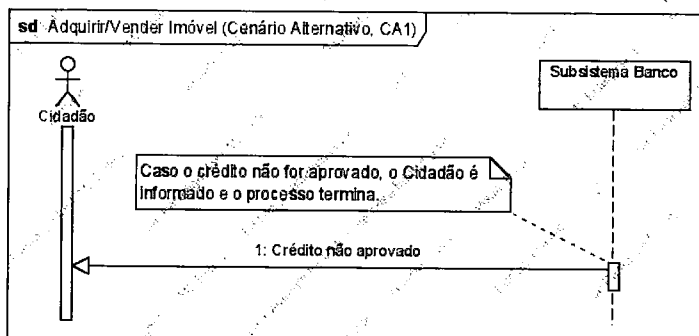 sd Adquirir/Vender Imóvel (Cenário Alternativo, CA1)
Cidadão
Subsistema Banco
Caso o crédito não for aprovado, o Cidadão é
informado e o processo termina.
1: Crédito não aprovado